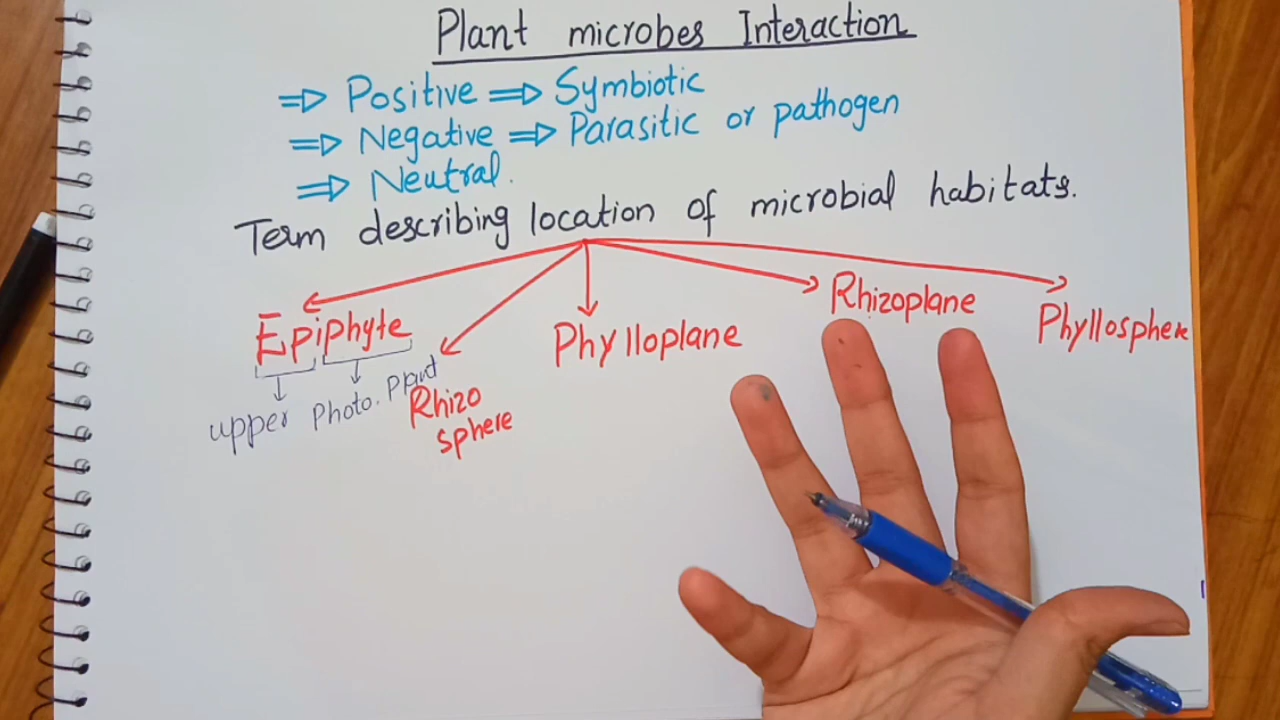 Plant microbes Interaction
⇒ Positive ⇒ Symbiotic
⇒ Negative ⇒ Parasitic or pathogen
⇒ Neutral.
Term describing location of microbial habitats.
Epiphyte
upper Photo. Plant
Rhizo
sphere
Phylloplane
Rhizoplane
Phyllosphere